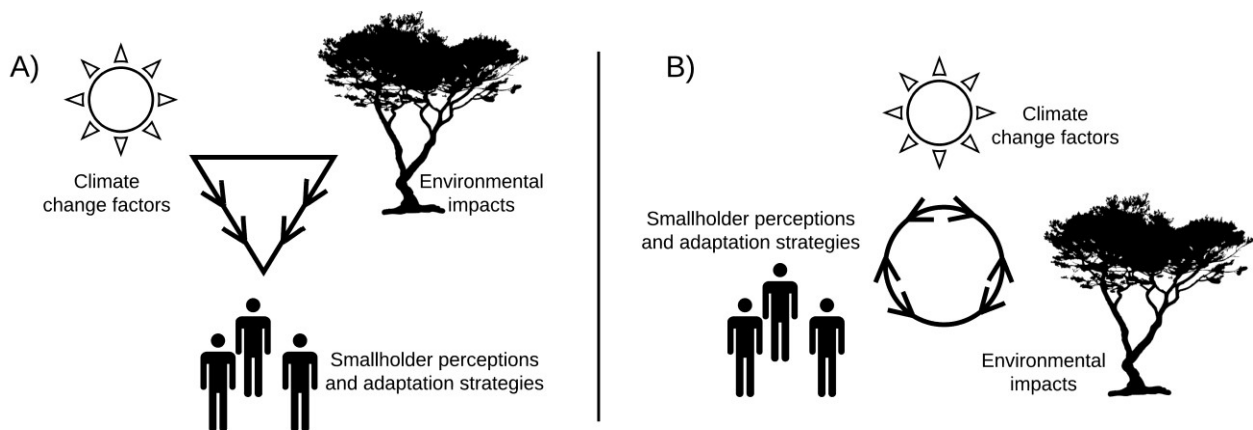 A)
Climate
change factors
Environmental
impacts
Smallholder perceptions
and adaptation strategies
B)
Climate
change factors
Smallholder perceptions
and adaptation strategies
Environmental
impacts